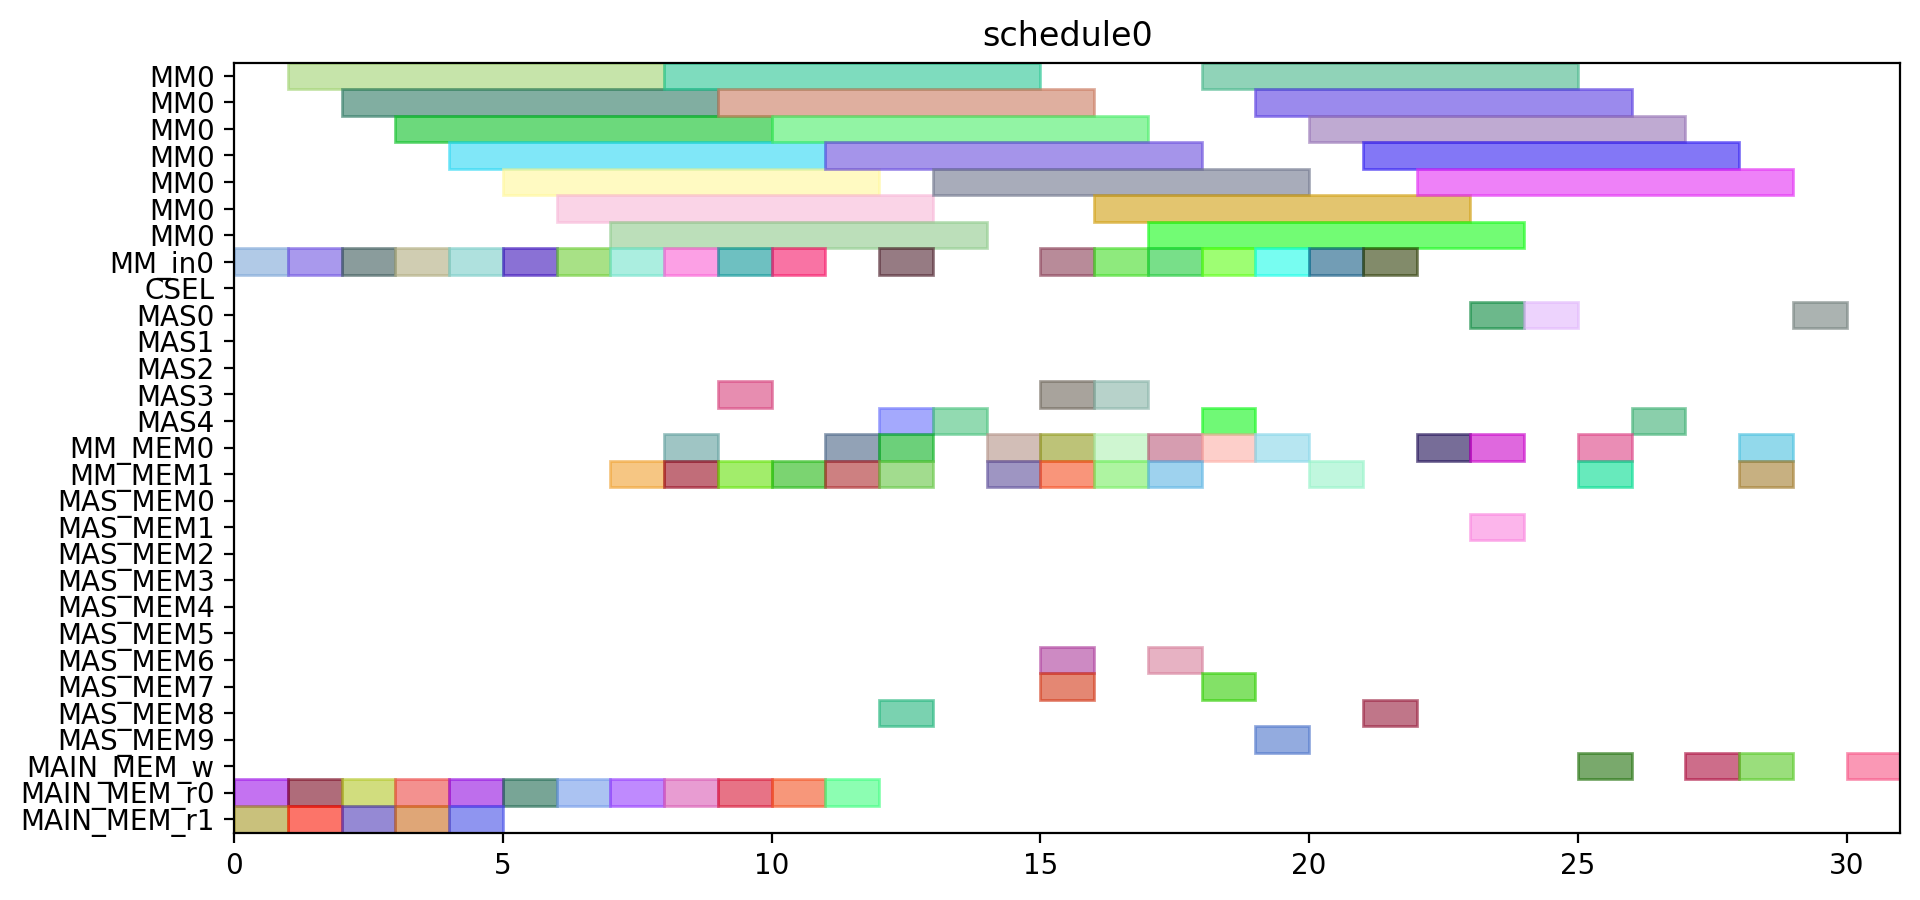 schedule0
MM0
MM0
MM0
MM0
MM0
MM0
MM0
MM_in0
CSEL
MAS0
MAS1
MAS2
MAS3
MAS4
MM_MEM0
MM_MEM1
MAS_MEM0
MAS_MEM1
MAS_MEM2
MAS_MEM3
MAS_MEM4
MAS_MEM5
MAS_MEM6
MAS_MEM7
MAS_MEM8
MAS_MEM9
MAIN_MEM_w
MAIN_MEM_r0
MAIN_MEM_r1
0 5 10 15 20 25 30